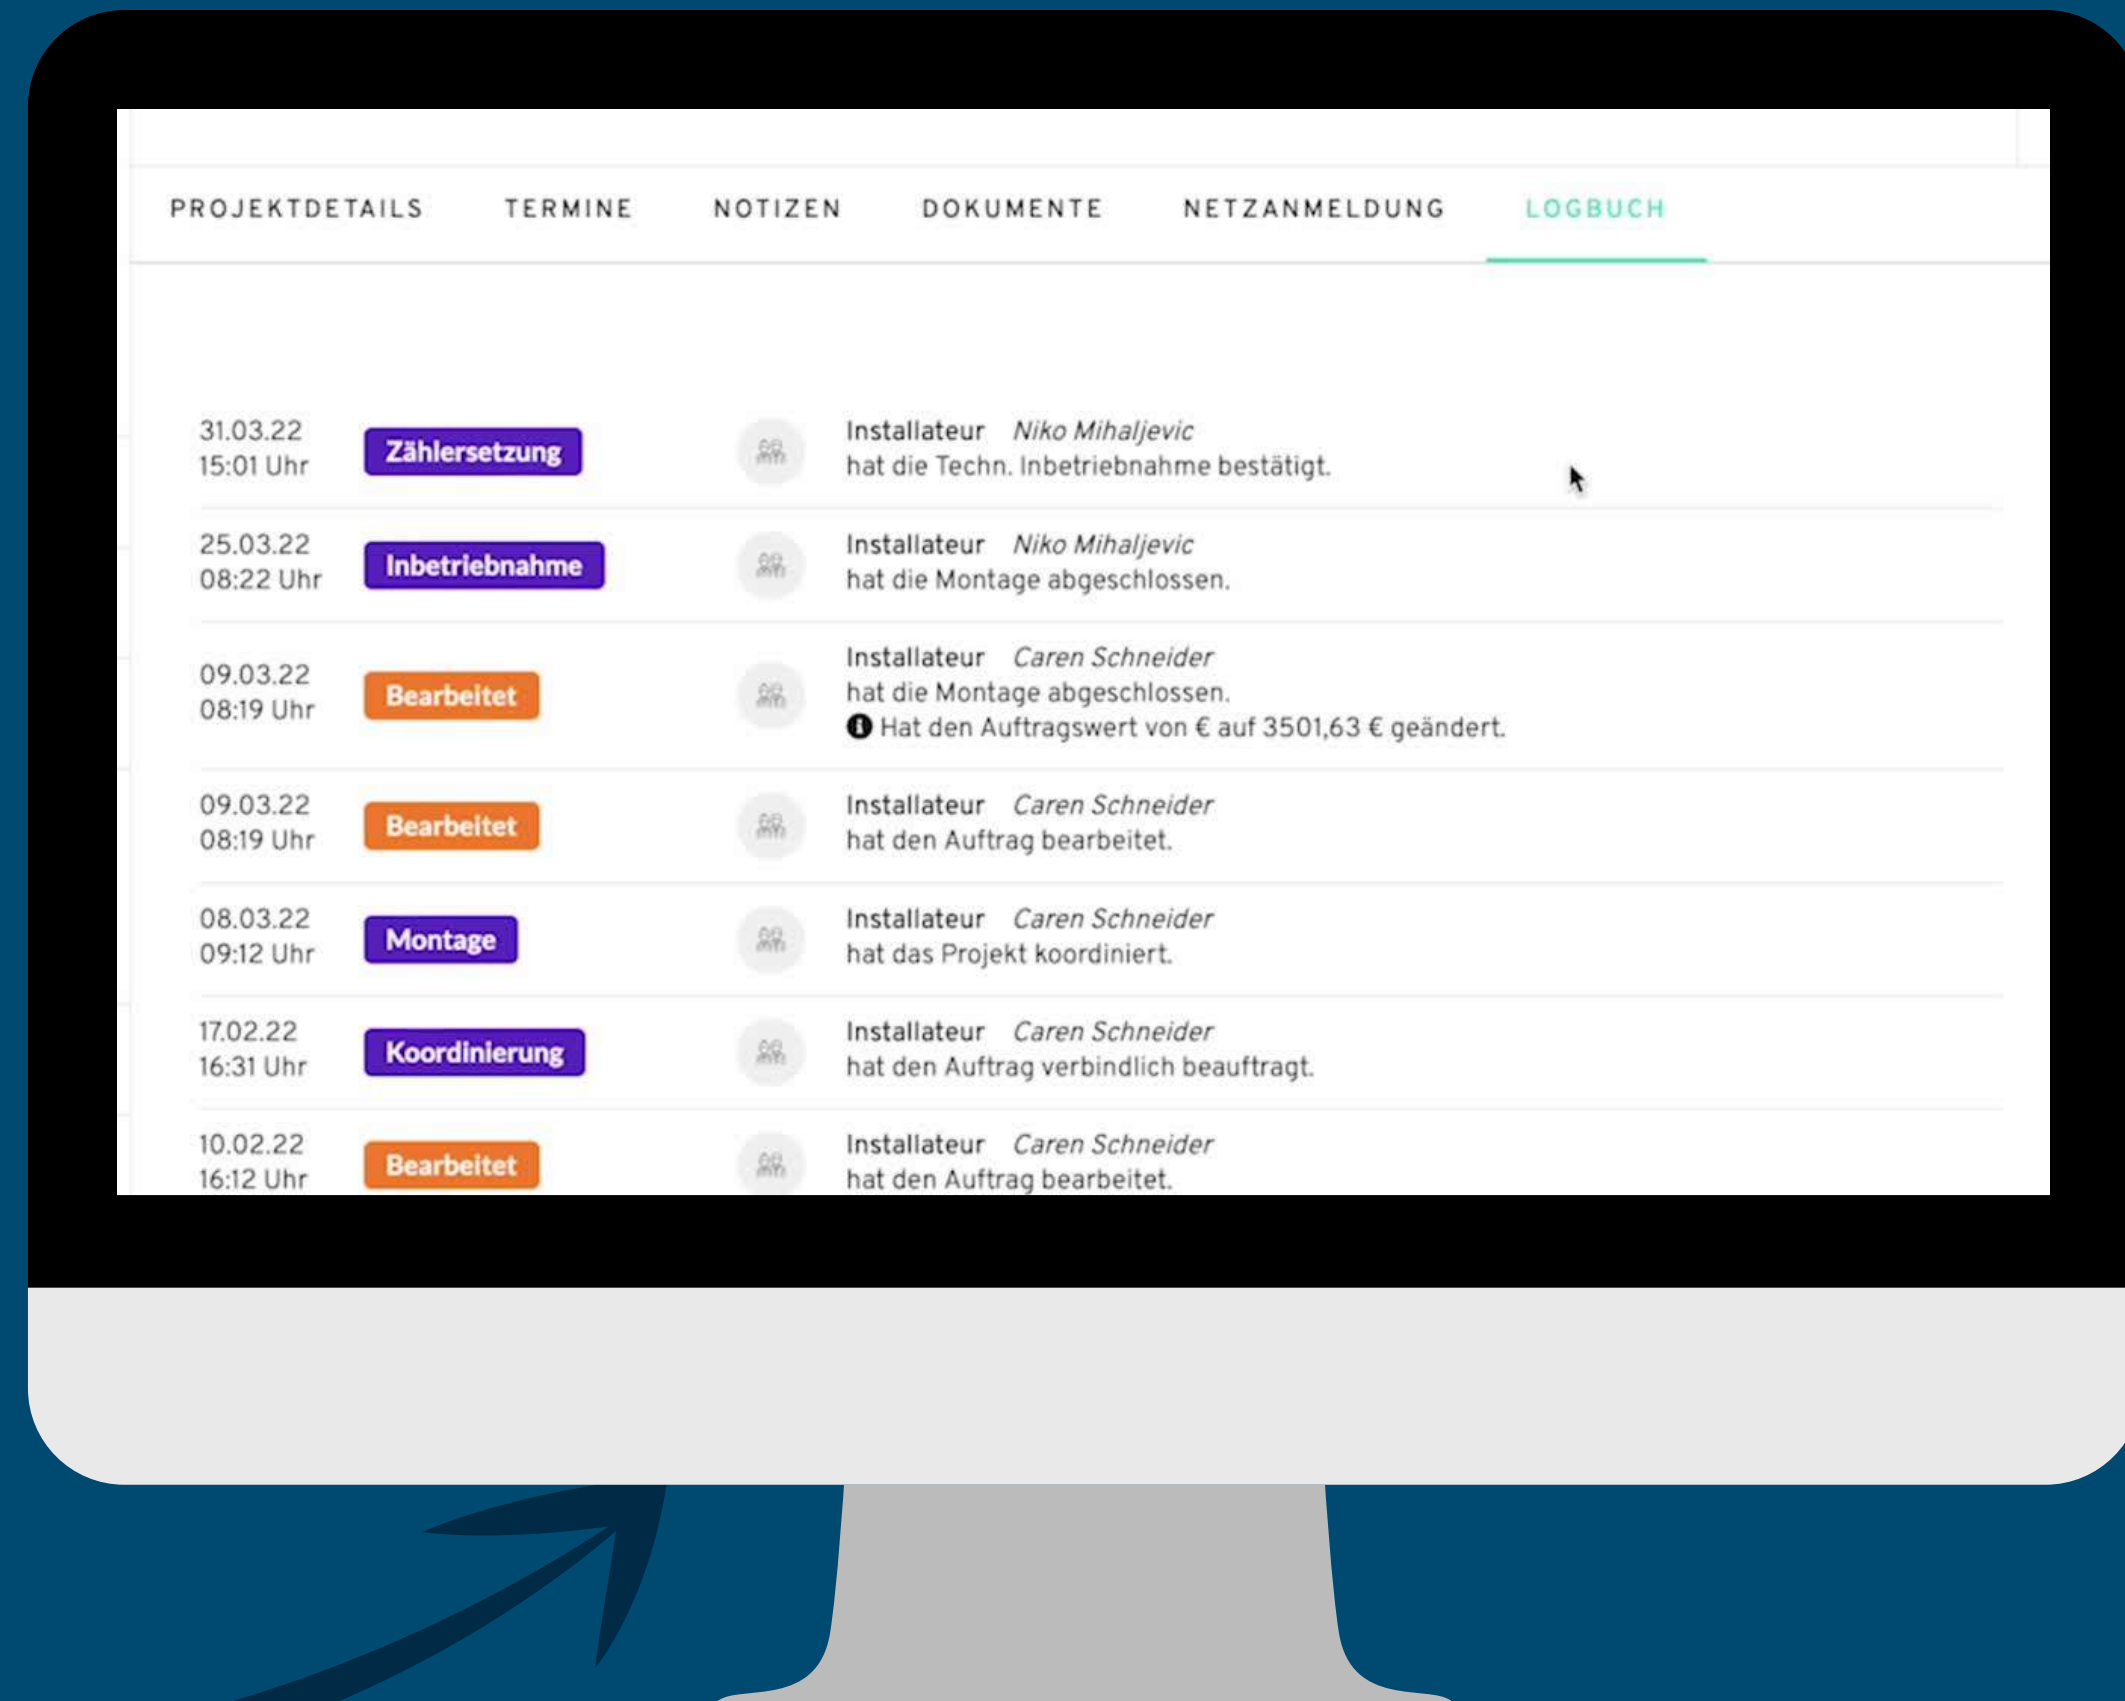 PROJEKTDETAILS TERMINE NOTIZEN DOKUMENTE NETZANMELDUNG LOGBUCH
31.03.22
15:01 Uhr
Zählersetzung
Installateur Niko Mihaljevic
hat die Techn. Inbetriebnahme bestätigt.
25.03.22
08:22 Uhr
Inbetriebnahme
Installateur Niko Mihaljevic
hat die Montage abgeschlossen.
09.03.22
08:19 Uhr
Bearbeitet
Installateur Caren Schneider
hat die Montage abgeschlossen.
Hat den Auftragswert von € auf 3501,63 € geändert.
09.03.22
08:19 Uhr
Bearbeitet
Installateur Caren Schneider
hat den Auftrag bearbeitet.
08.03.22
09:12 Uhr
Montage
Installateur Caren Schneider
hat das Projekt koordiniert.
17.02.22
16:31 Uhr
Koordinierung
Installateur Caren Schneider
hat den Auftrag verbindlich beauftragt.
10.02.22
16:12 Uhr
Bearbeitet
Installateur Caren Schneider
hat den Auftrag bearbeitet.